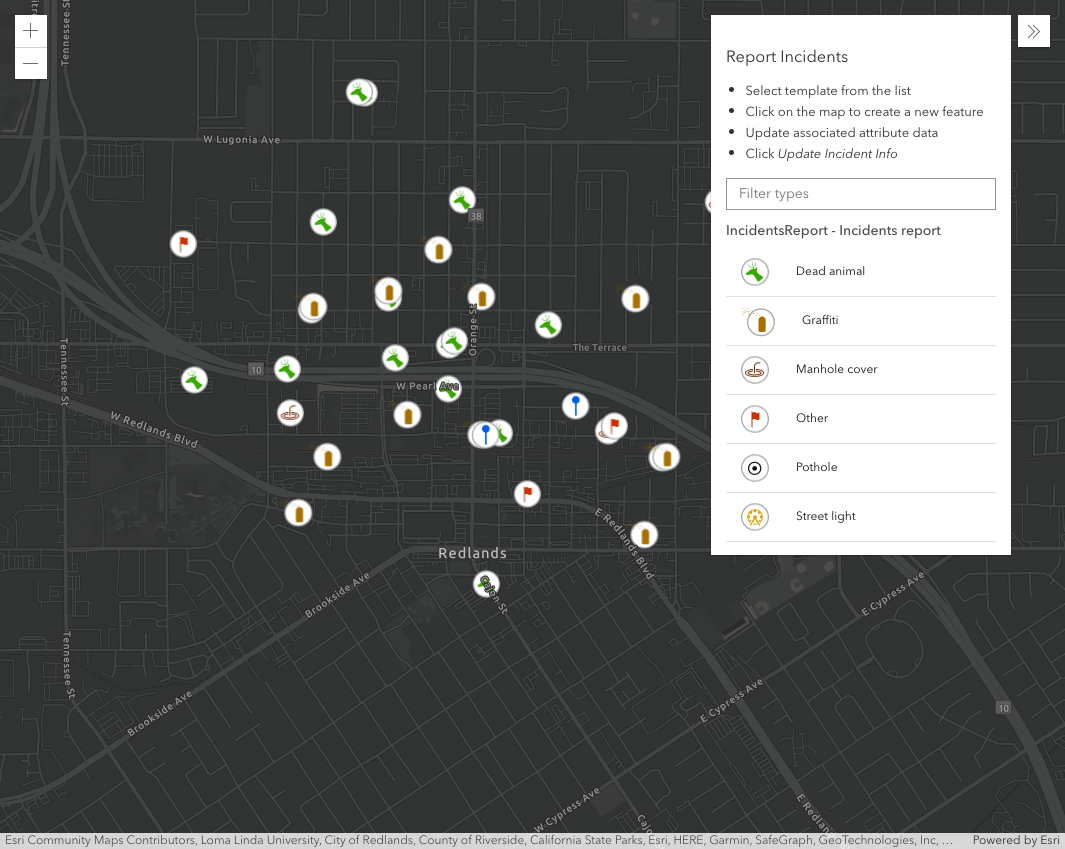 Report Incidents
Select template from the list
Click on the map to create a new feature
Update associated attribute data
Click Update Incident Info
Filter types
IncidentsReport - Incidents report
Dead animal
Graffiti
Manhole cover
Other
Pothole
Street light
Tennessee St
W Lugonia Ave
38
Orange St
The Terrace
10
W Pearl Ave
Tennessee St
W Redlands Blvd
E Redlands Blvd
Redlands
Cajon St
Brookside Ave
E Cypress Ave
Tennessee St
E Cypress Ave
Brookside Ave
10
W Cypress Ave
Esri Community Maps Contributors, Loma Linda University, City of Redlands, County of Riverside, California State Parks, Esri, HERE, Garmin, SafeGraph, GeoTechnologies, Inc, ...
Powered by Esri